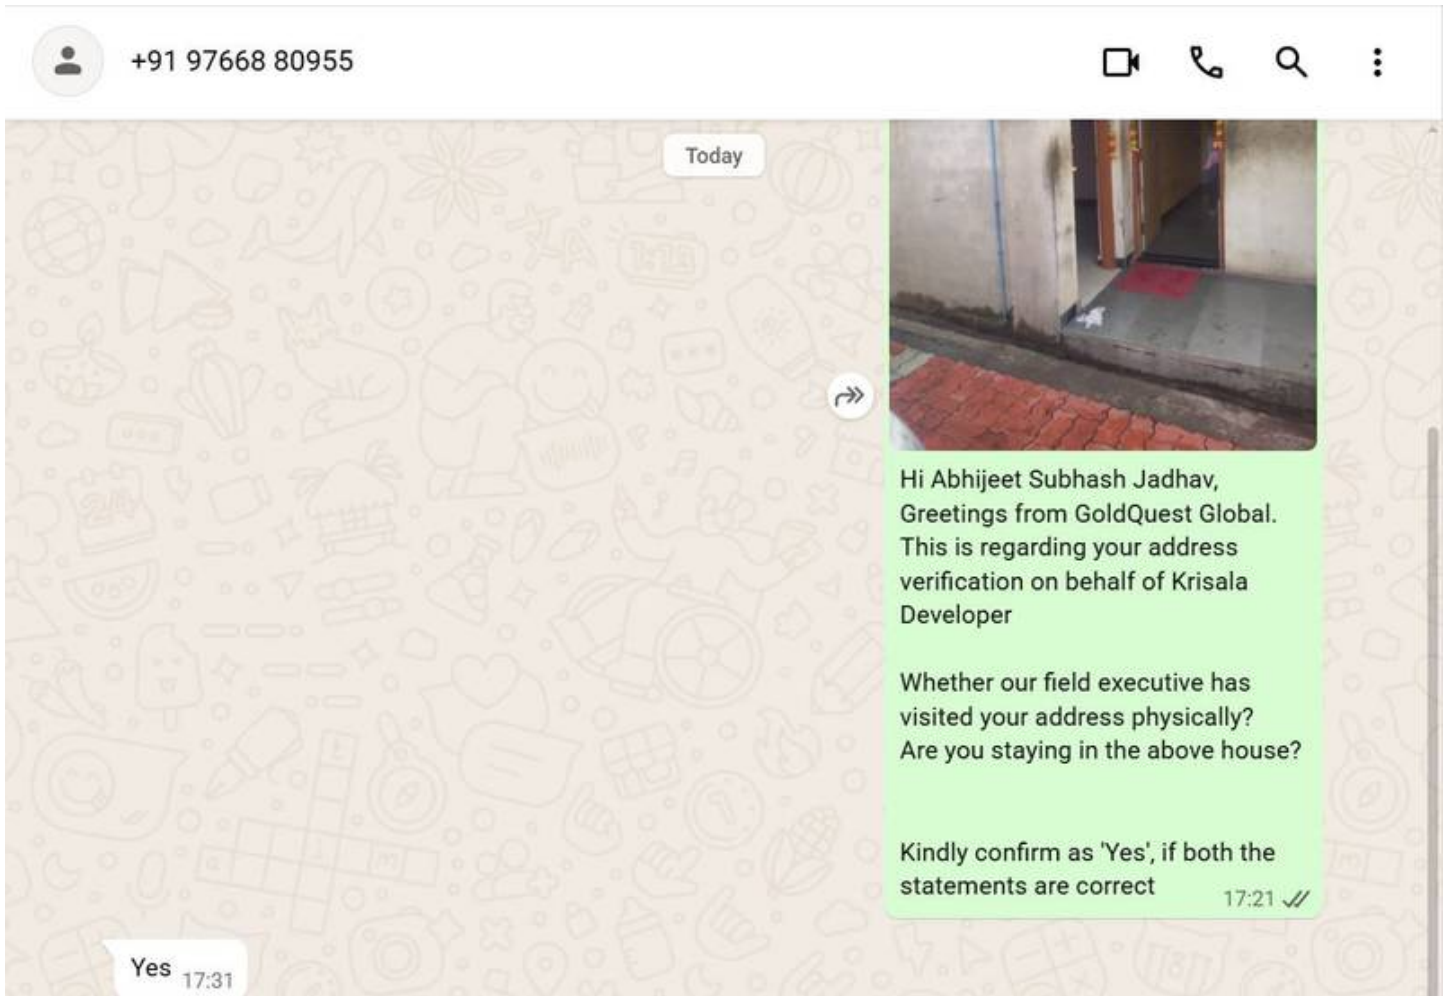 +91 97668 80955
Today
Hi Abhijeet Subhash Jadhav,
Greetings from GoldQuest Global.
This is regarding your address
verification on behalf of Krisala
Developer
Whether our field executive has
visited your address physically?
Are you staying in the above house?
Kindly confirm as 'Yes', if both the
statements are correct
17:21
Yes 17:31